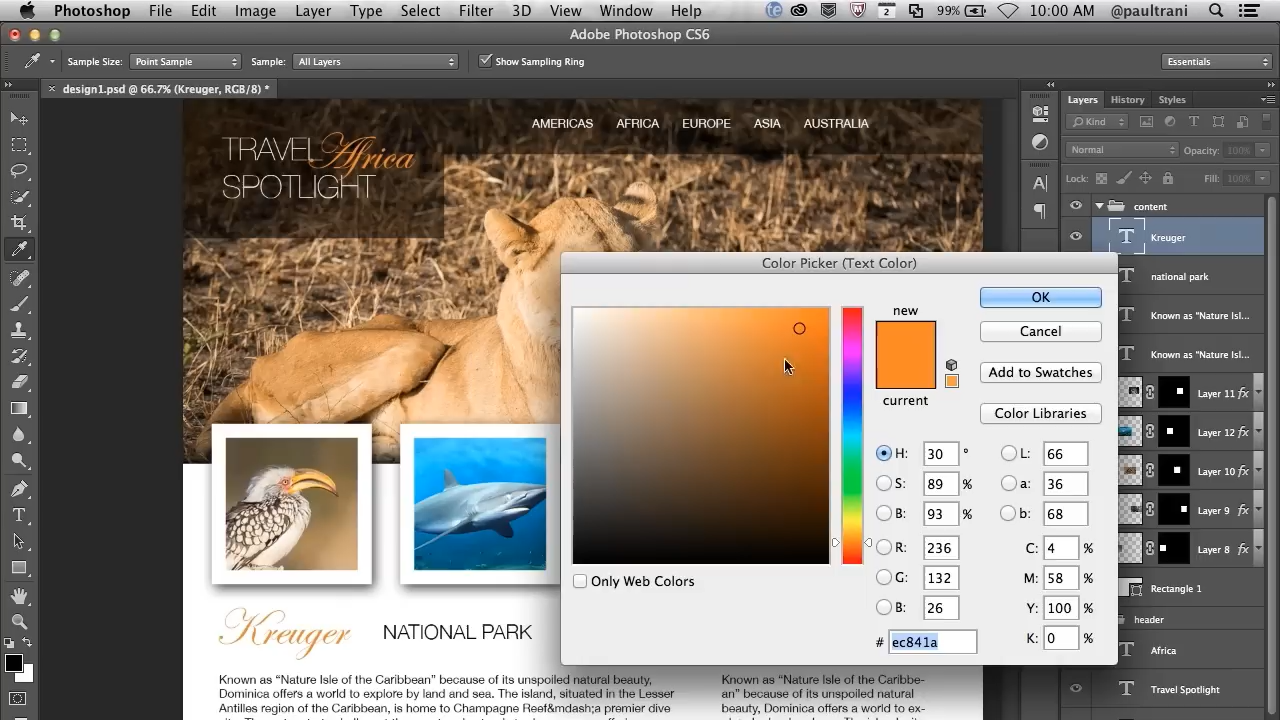 Photoshop File Edit Image Layer Type Select Filter 3D View Window Help 2 99% 10:00 AM @paultrani
Adobe Photoshop CS6
Sample Size: Point Sample Sample: All Layers Show Sampling Ring Essentials
× design1.psd @ 66.7% (Kreuger, RGB/8) *
Layers History Styles
AMERICAS AFRICA EUROPE ASIA AUSTRALIA
Kind
TRAVEL Africa
SPOTLIGHT
Normal Opacity: 100%
Lock: Fill: 100%
content
Kreuger
national park
Known as "Nature Isl...
Known as "Nature Isl...
Layer 11 fx
Layer 12 fx
Layer 10 fx
Layer 9 fx
Layer 8 fx
Rectangle 1
header
Africa
Travel Spotlight
Color Picker (Text Color)
new
current
OK
Cancel
Add to Swatches
Color Libraries
H: 30 ° L: 66
S: 89 % a: 36
B: 93 % b: 68
R: 236 C: 4 %
G: 132 M: 58 %
B: 26 Y: 100 %
# ec841a K: 0 %
Only Web Colors
Kreuger NATIONAL PARK
Known as “Nature Isle of the Caribbean” because of its unspoiled natural beauty,
Dominica offers a world to explore by land and sea. The island, situated in the Lesser
Antilles region of the Caribbean, is home to Champagne Reef&mdash;a premier dive
Known as “Nature Isle of the Caribbe-
an” because of its unspoiled natural
beauty, Dominica offers a world to ex-